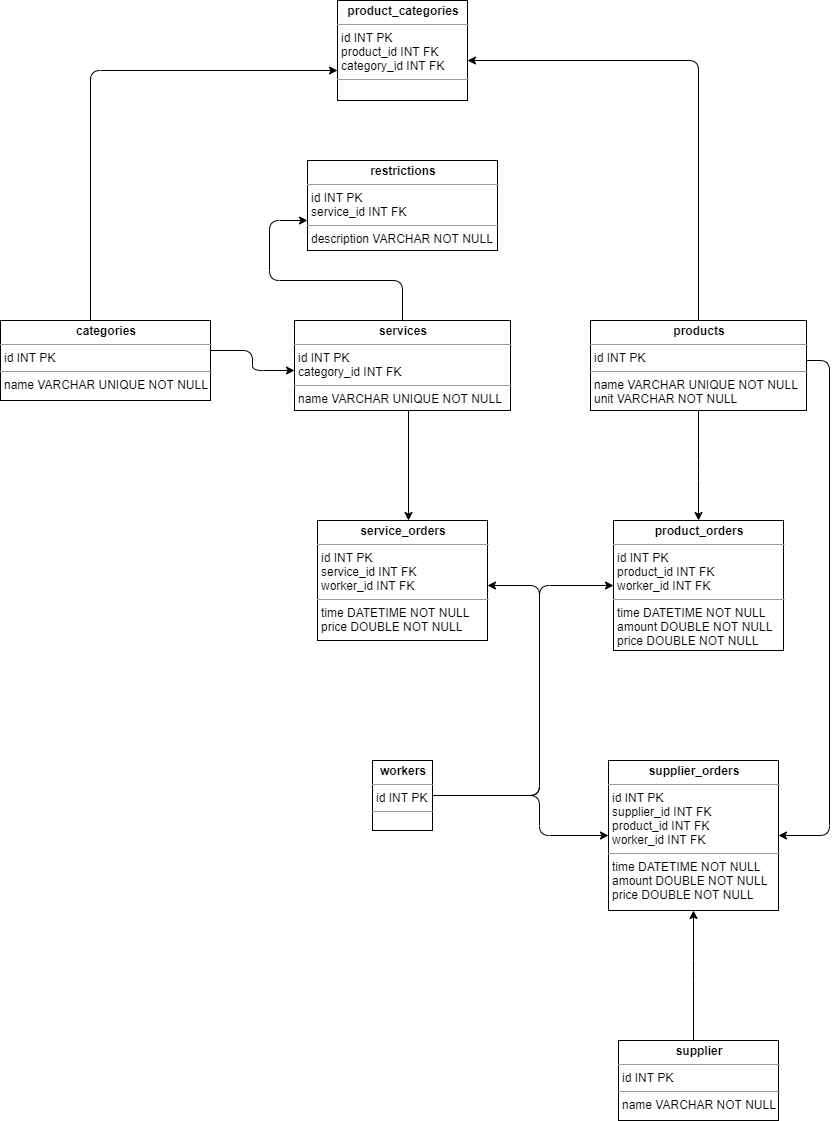 product_categories
id INT PK
product_id INT FK
category_id INT FK
restrictions
id INT PK
service_id INT FK
description VARCHAR NOT NULL
categories
id INT PK
name VARCHAR UNIQUE NOT NULL
services
id INT PK
category_id INT FK
name VARCHAR UNIQUE NOT NULL
products
id INT PK
name VARCHAR UNIQUE NOT NULL
unit VARCHAR NOT NULL
service_orders
id INT PK
service_id INT FK
worker_id INT FK
time DATETIME NOT NULL
price DOUBLE NOT NULL
product_orders
id INT PK
product_id INT FK
worker_id INT FK
time DATETIME NOT NULL
amount DOUBLE NOT NULL
price DOUBLE NOT NULL
workers
id INT PK
supplier_orders
id INT PK
supplier_id INT FK
product_id INT FK
worker_id INT FK
time DATETIME NOT NULL
amount DOUBLE NOT NULL
price DOUBLE NOT NULL
supplier
id INT PK
name VARCHAR NOT NULL